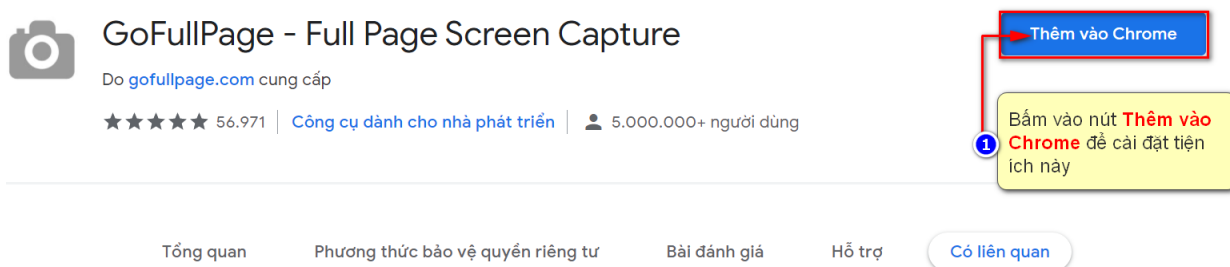 GoFullPage - Full Page Screen Capture
Thêm vào Chrome
Do gofullpage.com cung cấp
★★★★★ 56.971 Công cụ dành cho nhà phát triển 5.000.000+ người dùng
1
Bấm vào nút Thêm vào
Chrome để cài đặt tiện
ích này
Tổng quan Phương thức bảo vệ quyền riêng tư Bài đánh giá Hỗ trợ Có liên quan